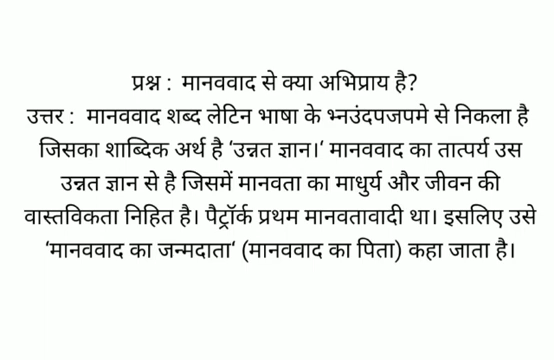 प्रश्न : मानववाद से क्या अभिप्राय है?
उत्तर : मानववाद शब्द लेटिन भाषा के भ्नउंदपजपमे से निकला है
जिसका शाब्दिक अर्थ है ‘उन्नत ज्ञान।‘ मानववाद का तात्पर्य उस
उन्नत ज्ञान से है जिसमें मानवता का माधुर्य और जीवन की
वास्तविकता निहित है। पैट्रॉर्क प्रथम मानवतावादी था। इसलिए उसे
‘मानववाद का जन्मदाता‘ (मानववाद का पिता) कहा जाता है।